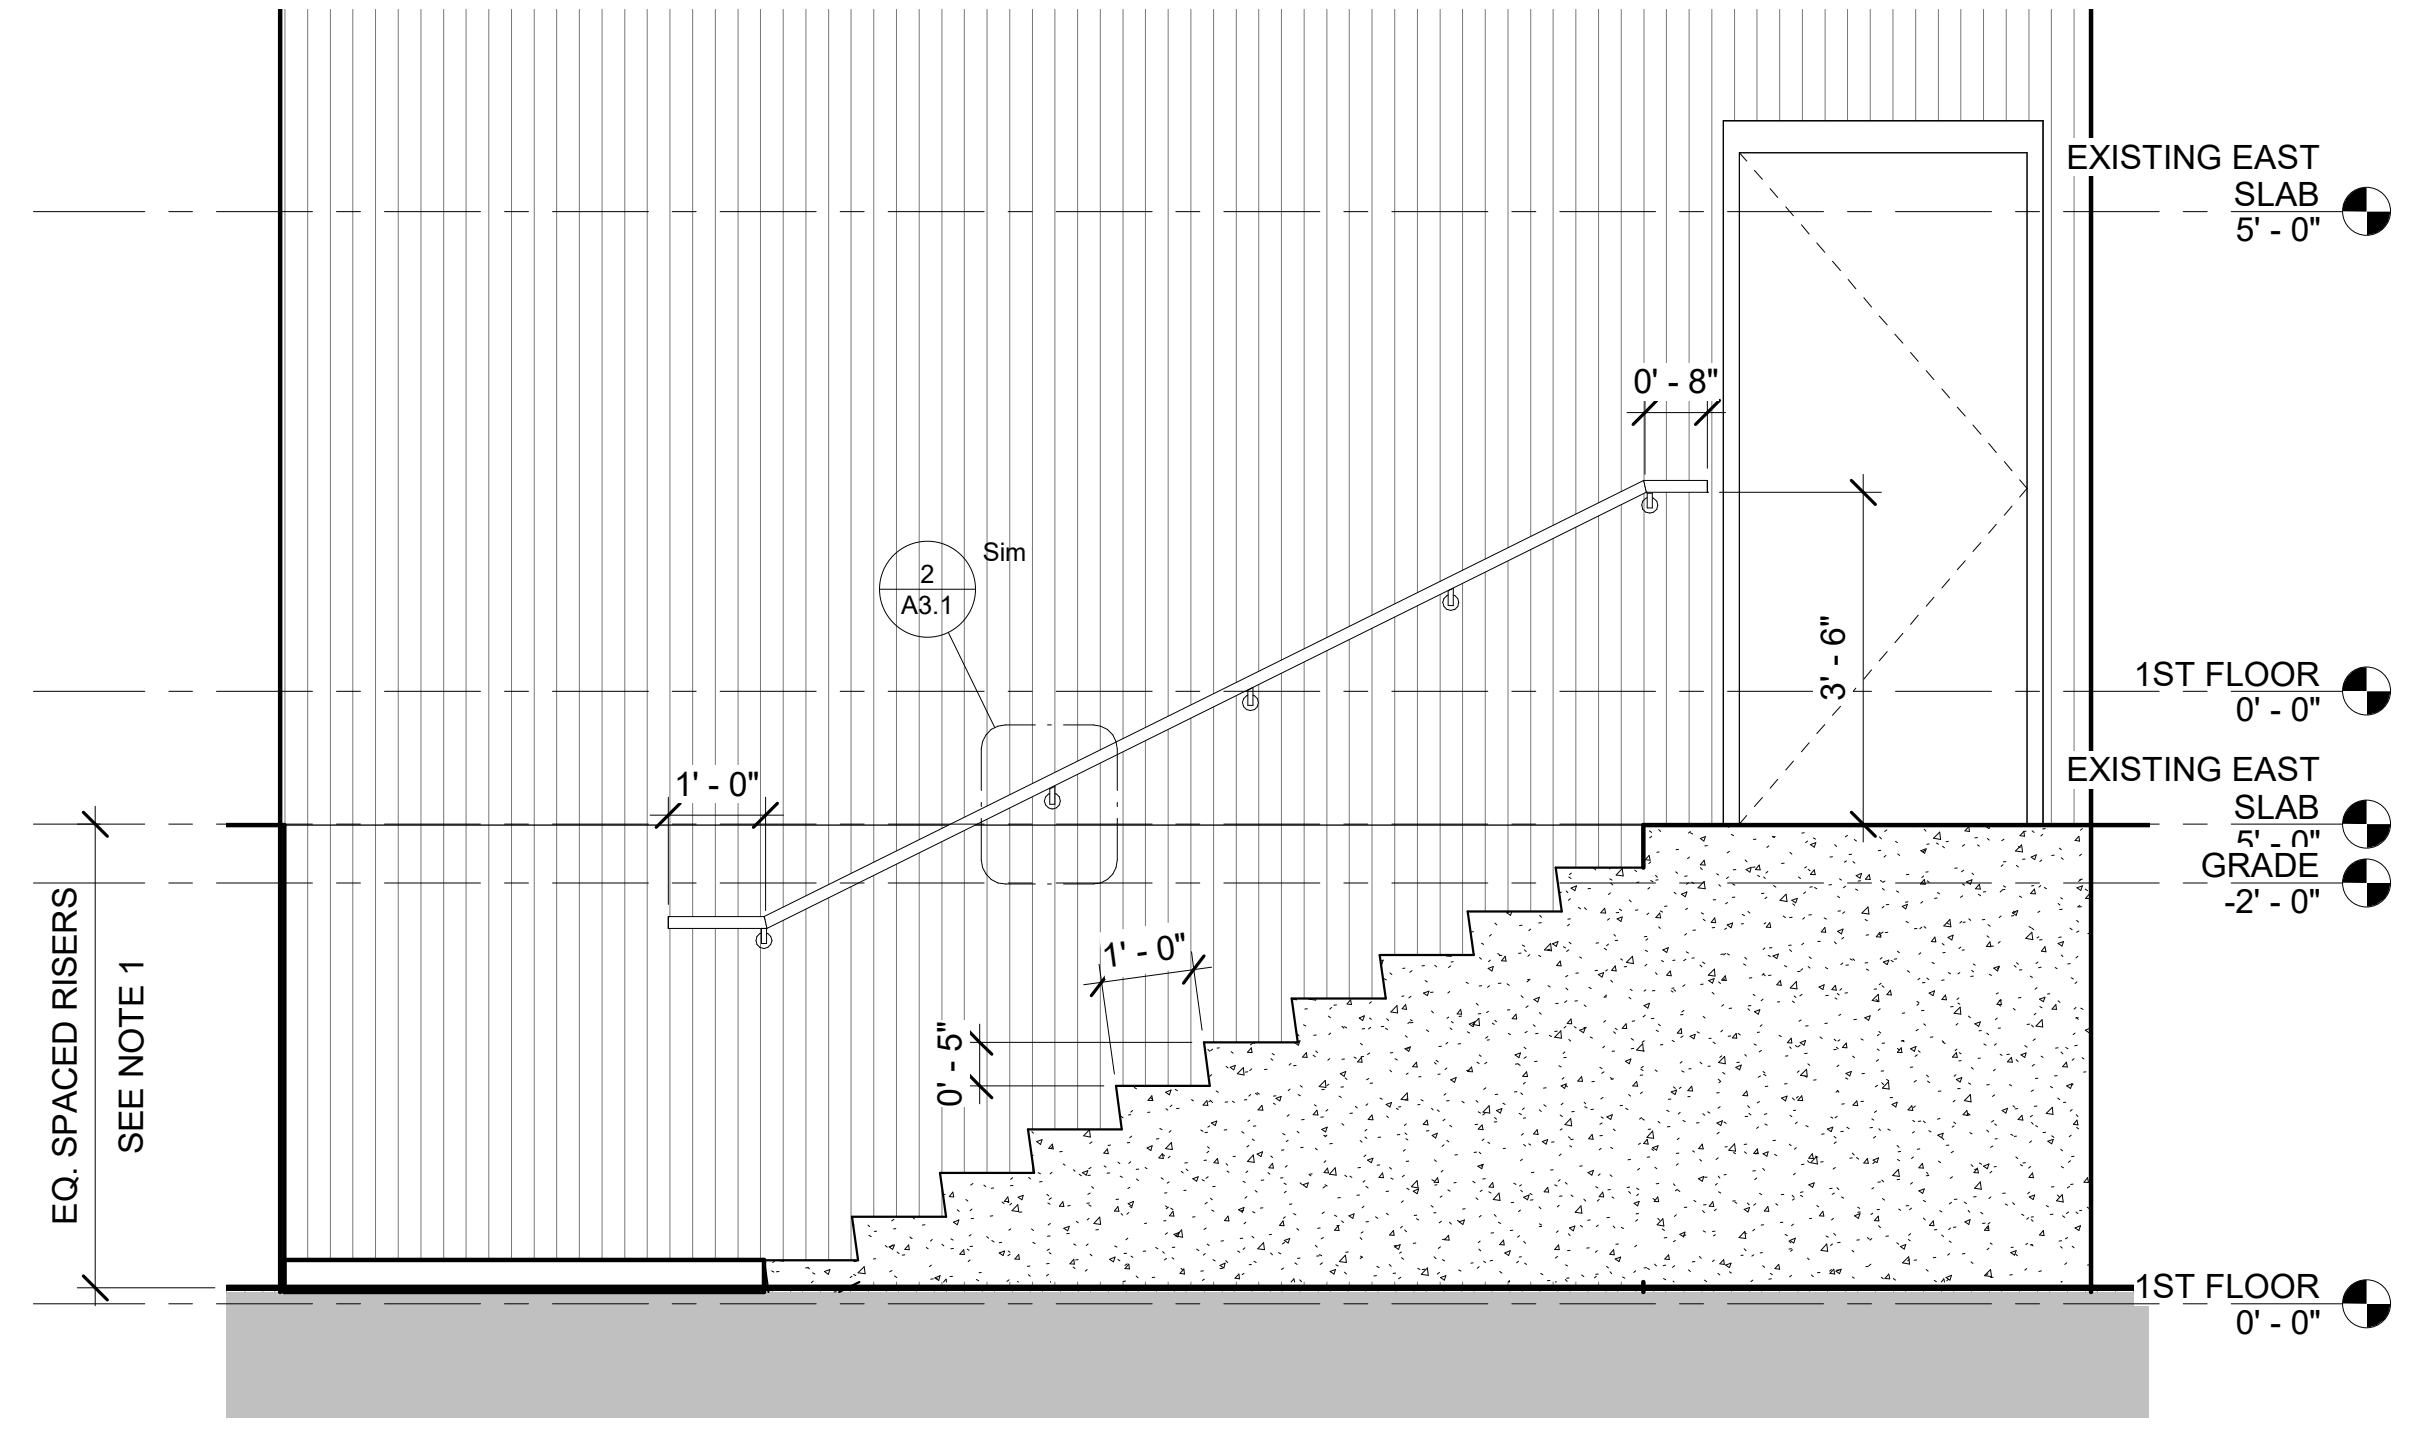 EXISTING EAST
SLAB
5' - 0"
0' - 8"
2
A3.1
Sim
3' - 6"
1ST FLOOR
0' - 0"
1' - 0"
EXISTING EAST
SLAB
5' - 0"
GRADE
-2' - 0"
EQ. SPACED RISERS
SEE NOTE 1
1' - 0"
0' - 5"
1ST FLOOR
0' - 0"